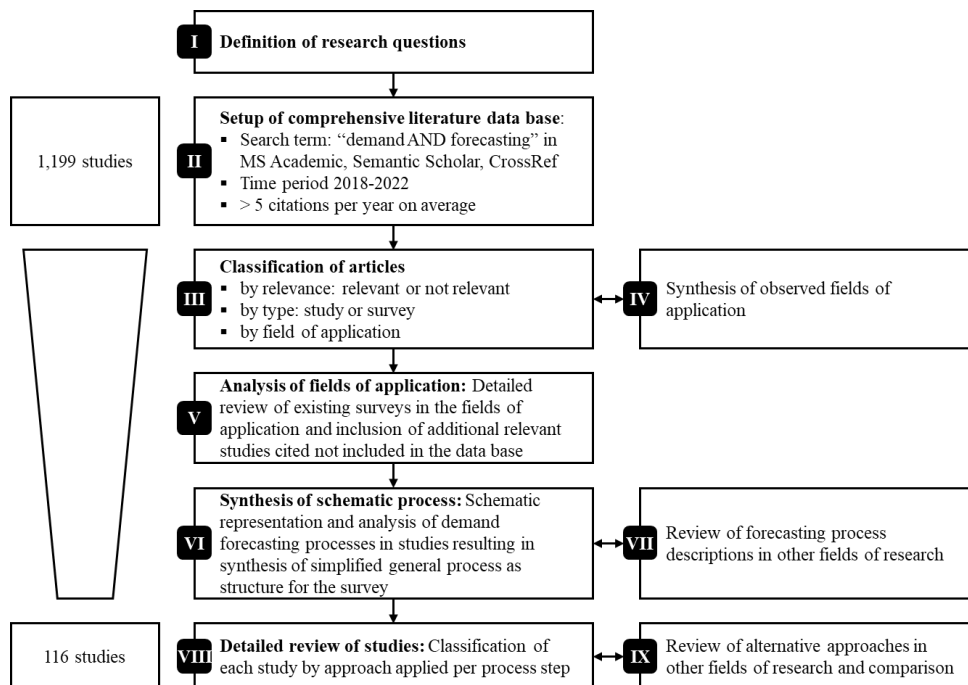 I
Definition of research questions
1,199 studies
II
Setup of comprehensive literature data base:
▪ Search term: “demand AND forecasting” in
MS Academic, Semantic Scholar, CrossRef
▪ Time period 2018-2022
▪ > 5 citations per year on average
III
Classification of articles
▪ by relevance: relevant or not relevant
▪ by type: study or survey
▪ by field of application
IV
Synthesis of observed fields of
application
V
Analysis of fields of application: Detailed
review of existing surveys in the fields of
application and inclusion of additional relevant
studies cited not included in the data base
VI
Synthesis of schematic process: Schematic
representation and analysis of demand
forecasting processes in studies resulting in
synthesis of simplified general process as
structure for the survey
VII
Review of forecasting process
descriptions in other fields of research
116 studies
VIII
Detailed review of studies: Classification of
each study by approach applied per process step
IX
Review of alternative approaches in
other fields of research and comparison